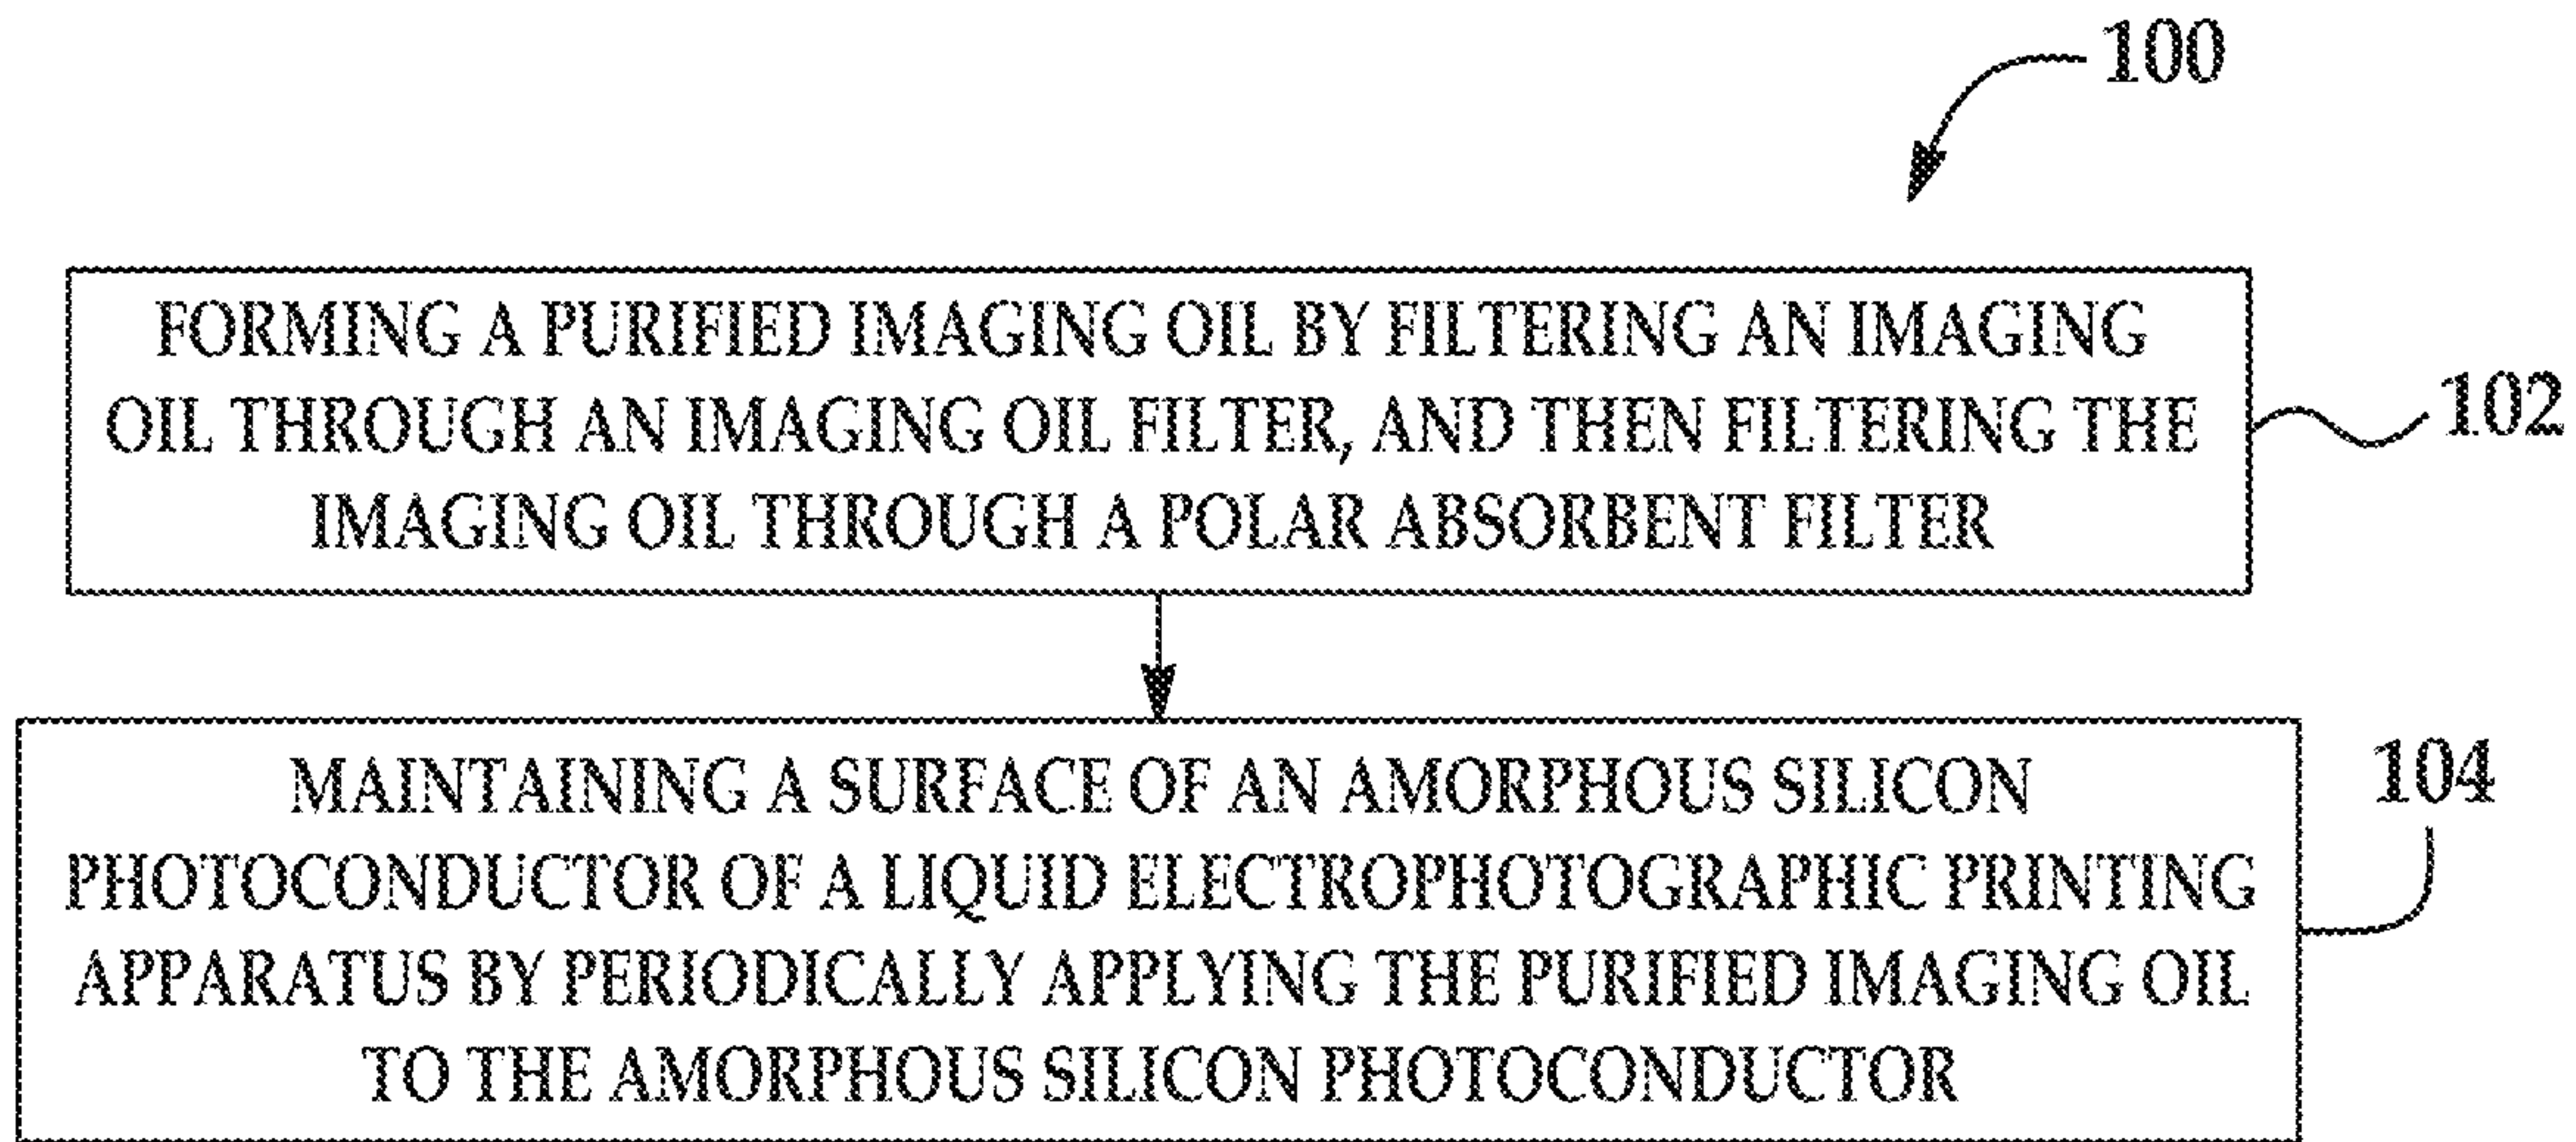 100
FORMING A PURIFIED IMAGING OIL BY FILTERING AN IMAGING
OIL THROUGH AN IMAGING OIL FILTER, AND THEN FILTERING THE
IMAGING OIL THROUGH A POLAR ABSORBENT FILTER
102
MAINTAINING A SURFACE OF AN AMORPHOUS SILICON
PHOTOCONDUCTOR OF A LIQUID ELECTROPHOTOGRAPHIC PRINTING
APPARATUS BY PERIODICALLY APPLYING THE PURIFIED IMAGING OIL
TO THE AMORPHOUS SILICON PHOTOCONDUCTOR
104